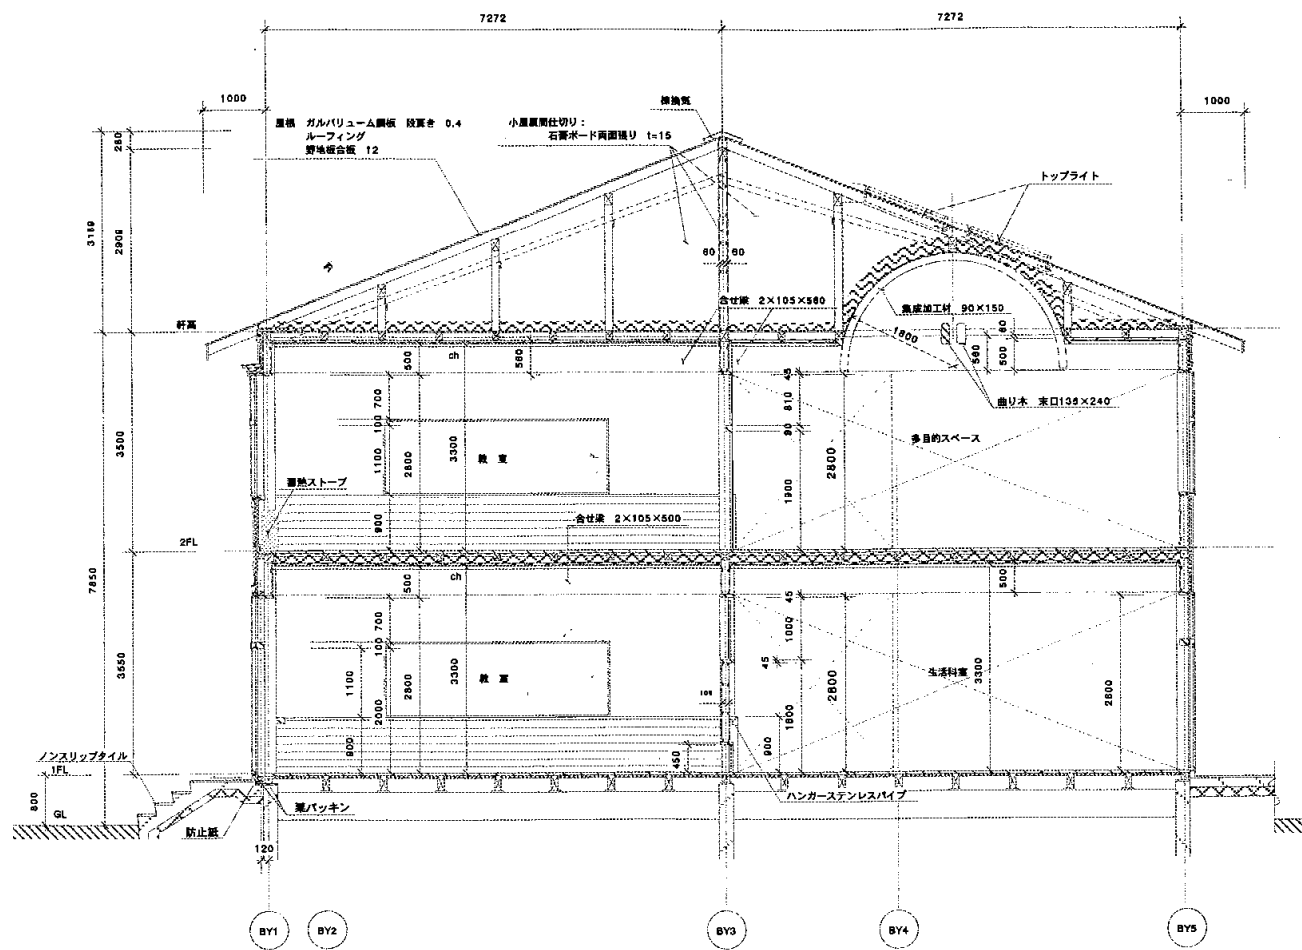 7272
7272
1000
1000
棟換気
屋根 ガルバリューム鋼板 段葺き 0.4
ルーフィング
野地板合板 12
小屋裏間仕切り：
石膏ボード両面張り t=15
トップライト
280
3189
2909
60
60
軒高
合せ梁 2×105×560
集成加工材 90×150
60
1800
560
500
曲り木 末口135×240
500
ch
560
45
810
90
700
100
1100
2800
3300
教 室
3500
多目的スペース
2800
1900
蓄熱ストーブ
900
合せ梁 2×105×500
2FL
500
ch
500
7850
45
1000
700
100
1100
2000
2800
3300
教 室
3550
45
2800
生活科室
3300
2800
105
1800
900
450
900
ノンスリップタイル
1FL
800
GL
栗パッキン
ハンガーステンレスパイプ
防止紙
120
BY1
BY2
BY3
BY4
BY5